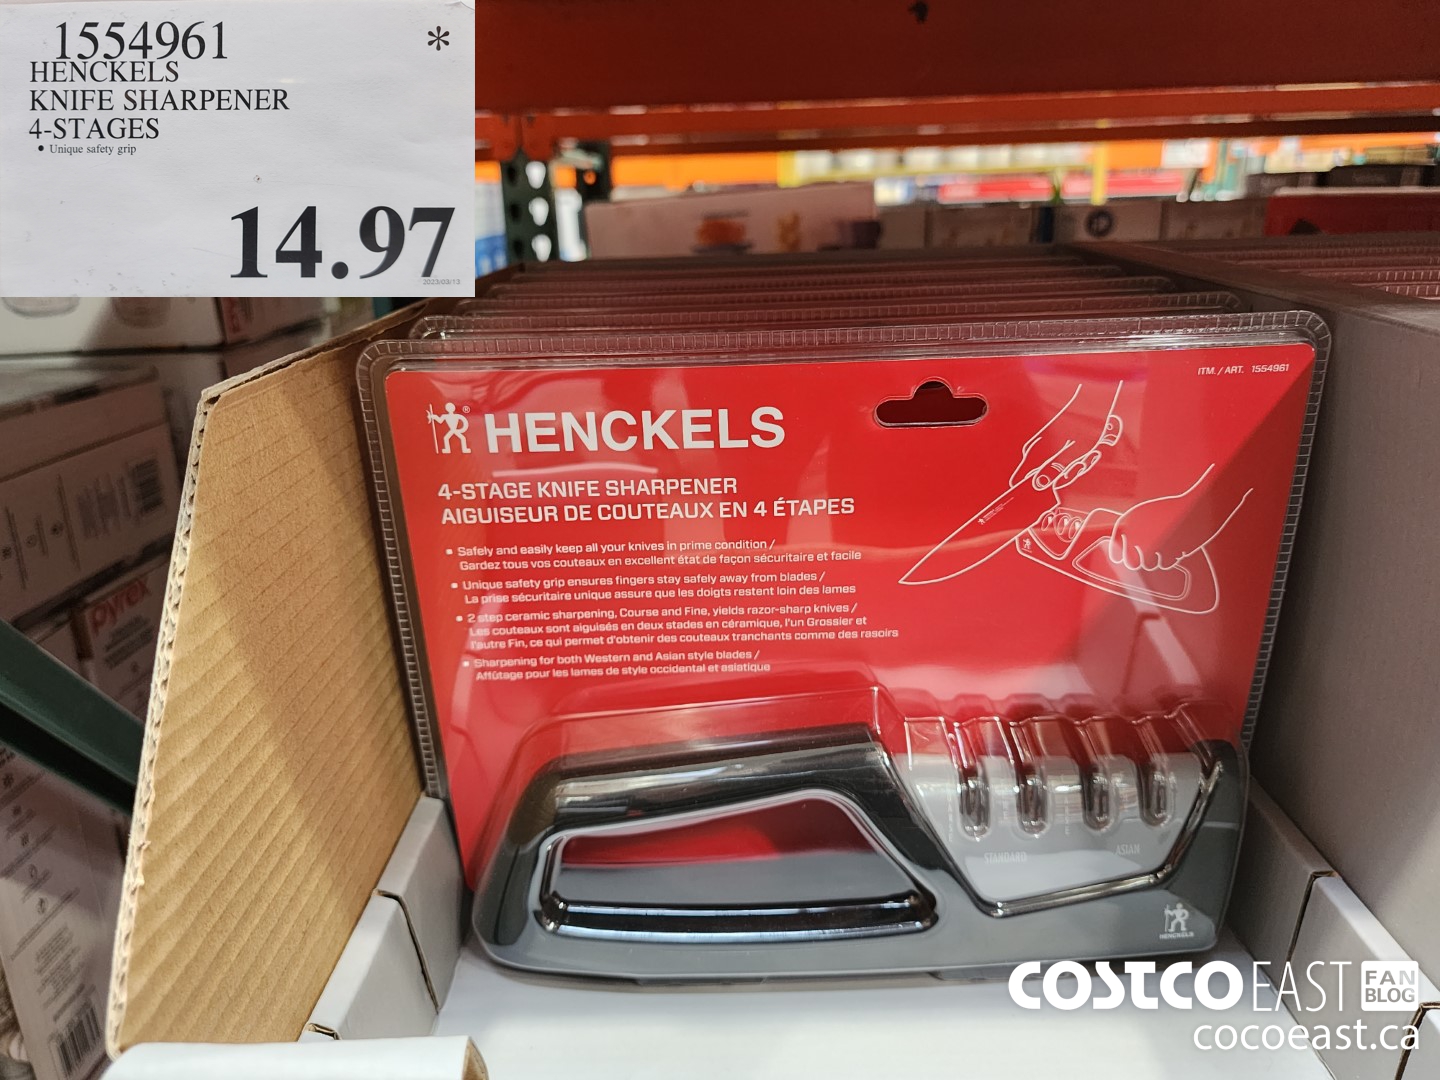 1554961 *
HENCKELS
KNIFE SHARPENER
4-STAGES
• Unique safety grip
14.97
2023/03/13
ITM. / ART. 1554961
HENCKELS
4-STAGE KNIFE SHARPENER
AIGUISEUR DE COUTEAUX EN 4 ÉTAPES
• Safely and easily keep all your knives in prime condition /
Gardez tous vos couteaux en excellent état de façon sécuritaire et facile
• Unique safety grip ensures fingers stay safely away from blades /
La prise sécuritaire unique assure que les doigts restent loin des lames
• 2 step ceramic sharpening, Course and Fine, yields razor-sharp knives /
Les couteaux sont aiguisés en deux stades en céramique, l'un Grossier et
l'autre Fin, ce qui permet d'obtenir des couteaux tranchants comme des rasoirs
• Sharpening for both Western and Asian style blades /
Affûtage pour les lames de style occidental et asiatique
pyrex
STANDARD ASIAN
HENCKELS
COSTCO EAST FAN BLOG
cocoeast.ca